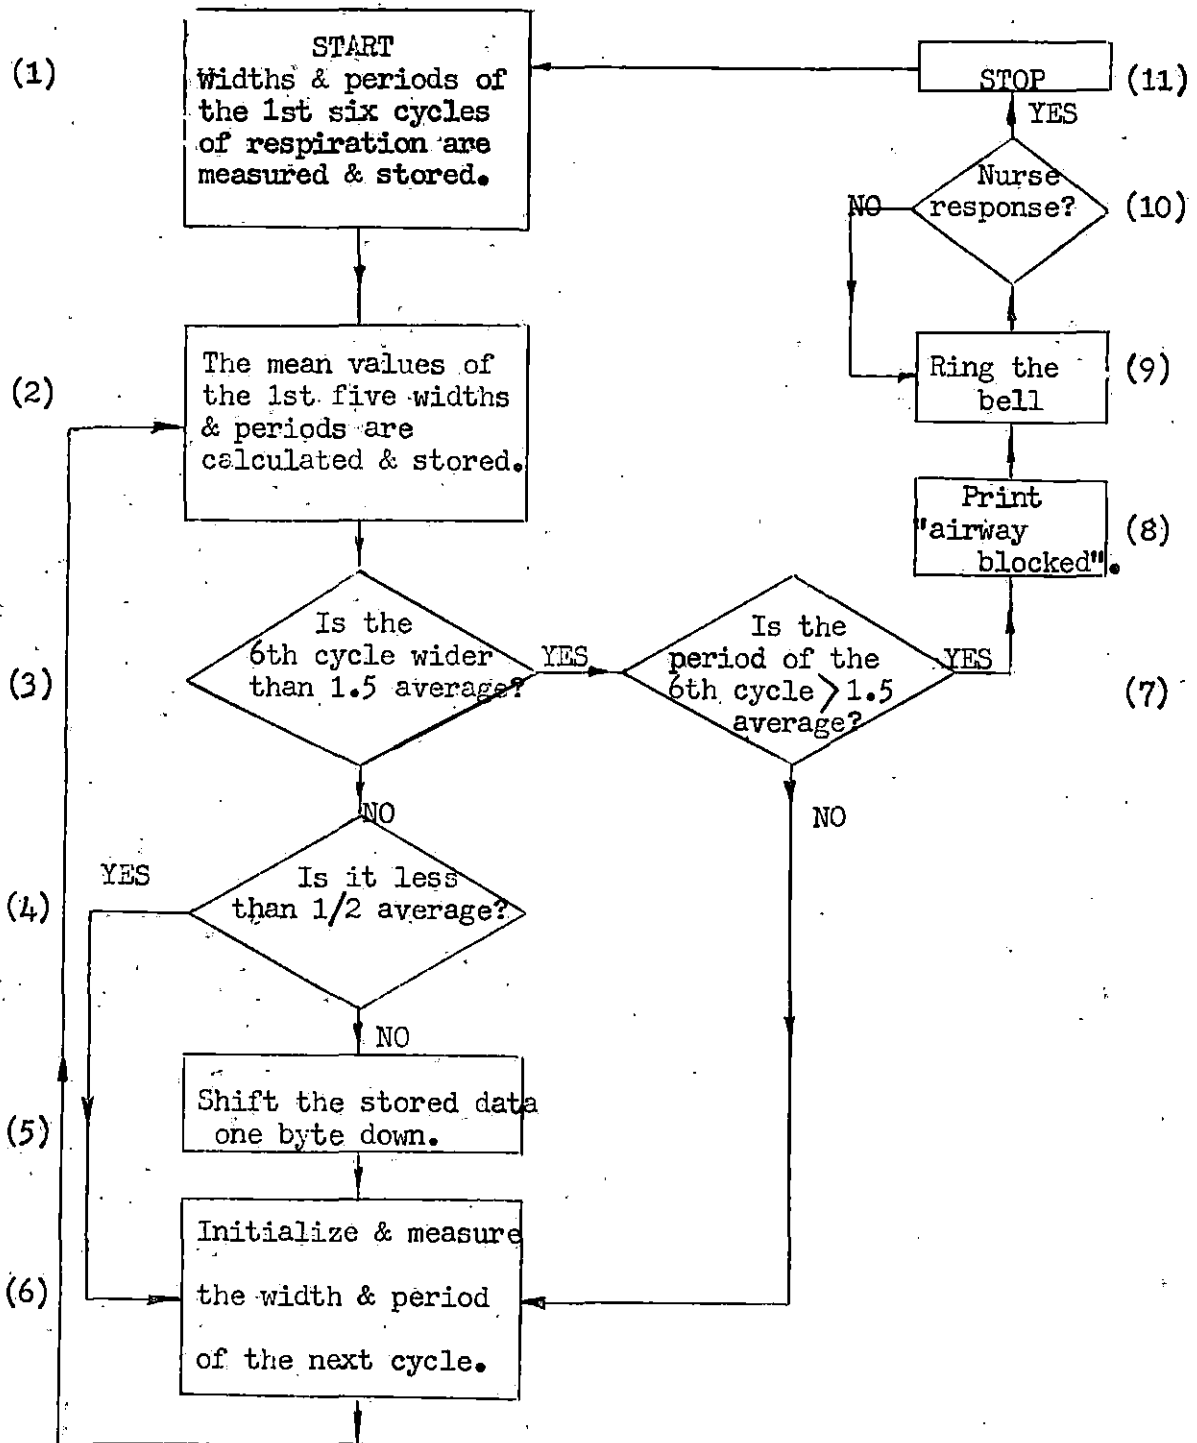 (1)
START
Widths & periods of
the 1st six cycles
of respiration are
measured & stored.
STOP
(11)
YES
Nurse
response?
(10)
NO
Ring the
bell
(9)
Print
"airway
blocked".
(8)
(2)
The mean values of
the 1st five widths
& periods are
calculated & stored.
(3)
Is the
6th cycle wider
than 1.5 average?
YES
Is the
period of the
6th cycle > 1.5
average?
YES
(7)
NO
NO
(4)
YES
Is it less
than 1/2 average?
NO
(5)
Shift the stored data
one byte down.
(6)
Initialize & measure
the width & period
of the next cycle.